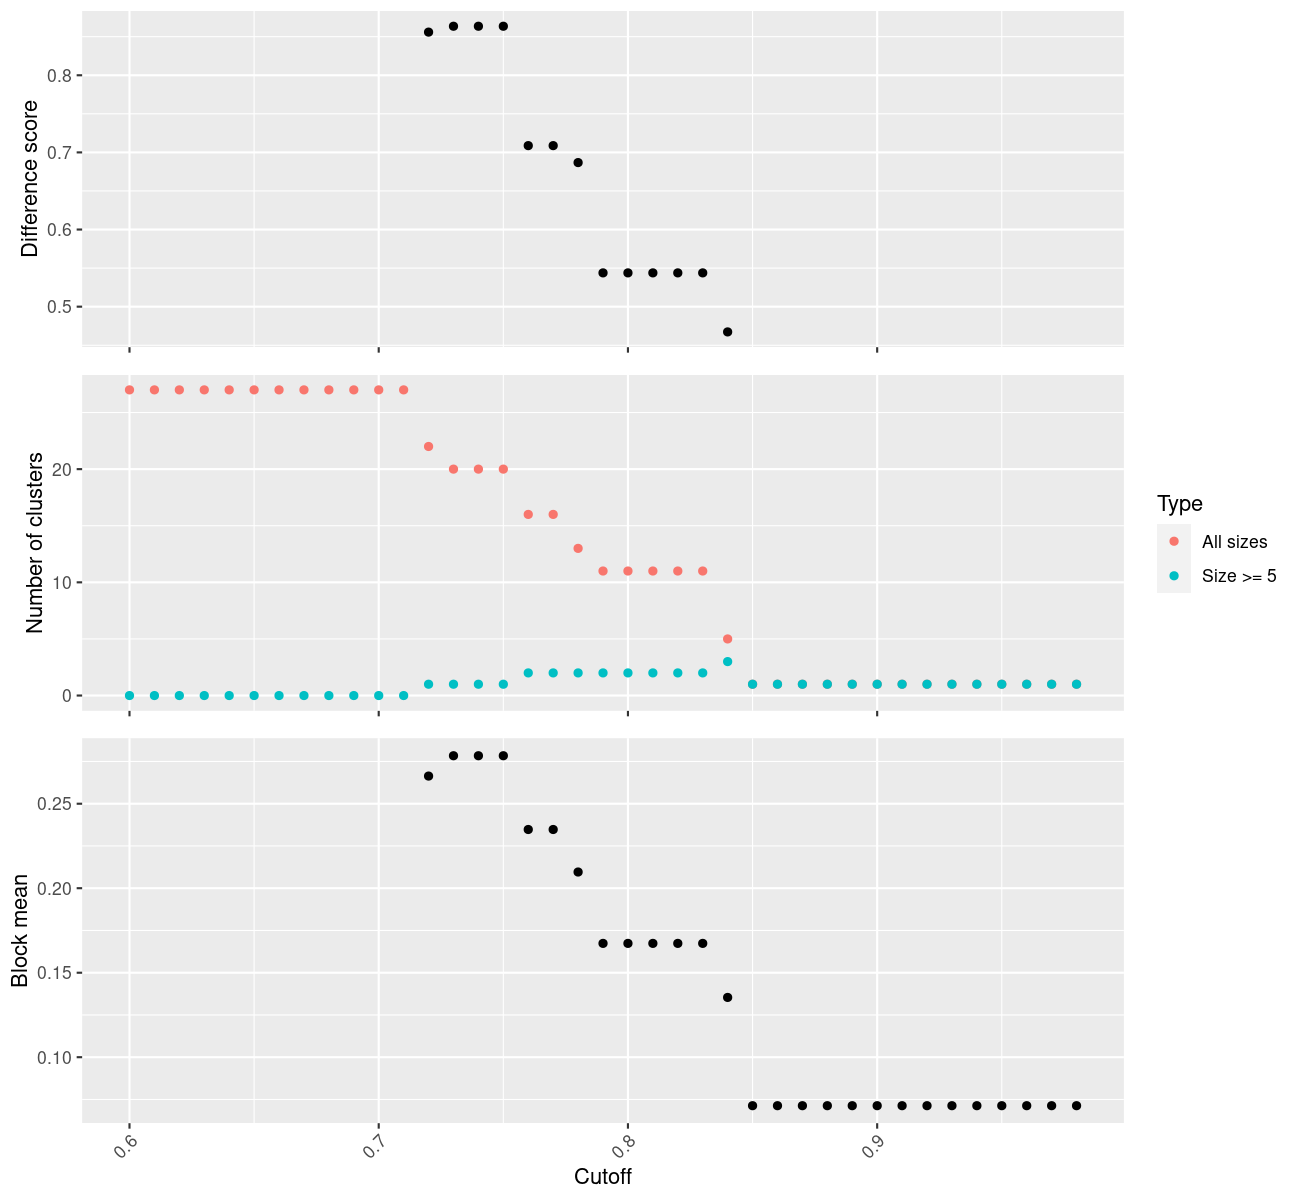 Difference score
0.8
0.7
0.6
0.5
Number of clusters
20
10
0
Type
All sizes
Size >= 5
Block mean
0.25
0.20
0.15
0.10
0.6 0.7 0.8 0.9
Cutoff